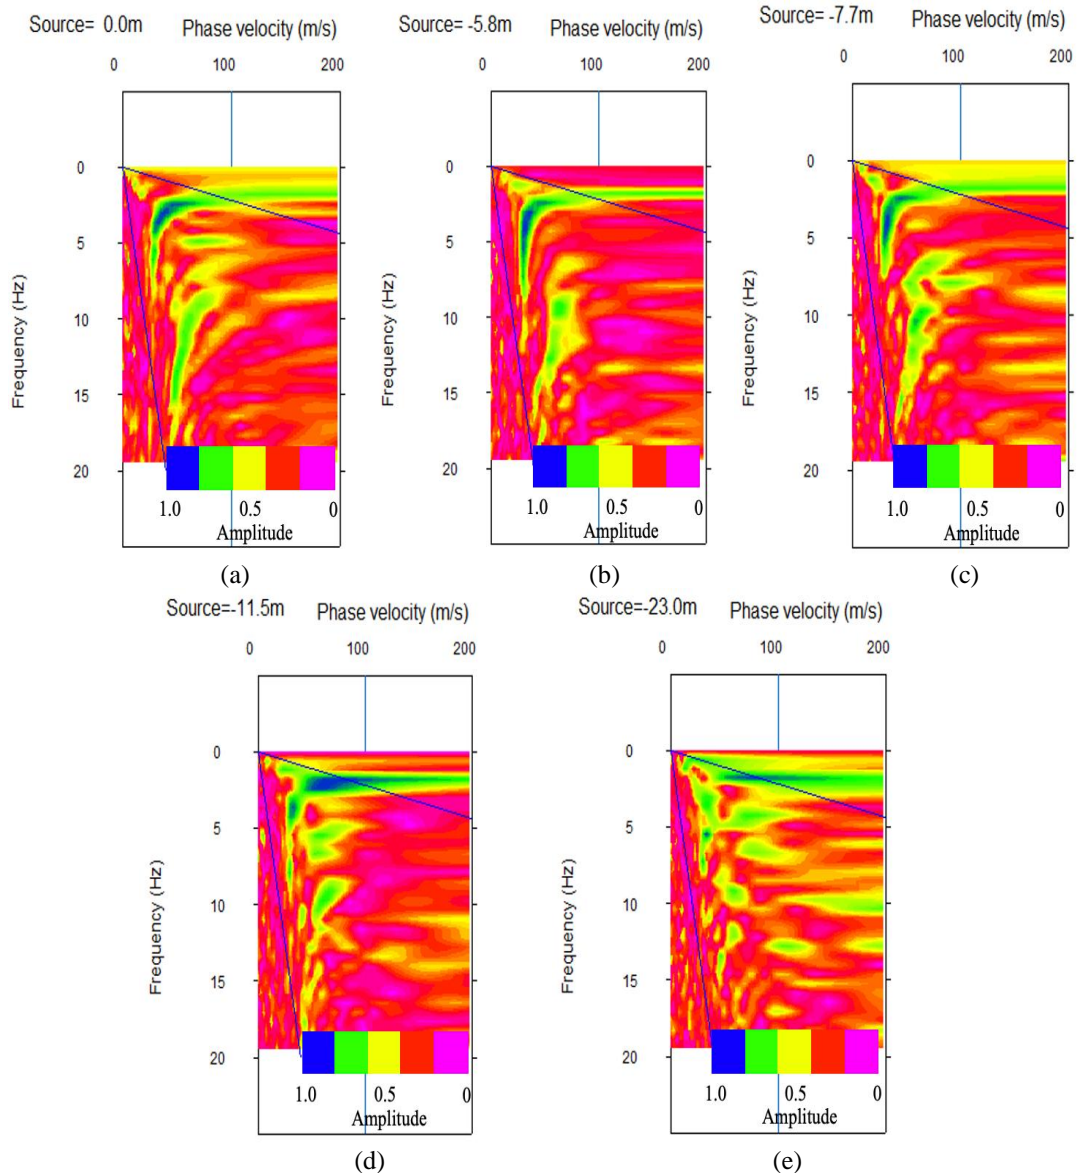 Source= 0.0m Phase velocity (m/s)
0 100 200
0
5
10
15
20
Frequency (Hz)
1.0 0.5 0
Amplitude
(a)
Source= -5.8m Phase velocity (m/s)
0 100 200
0
5
10
15
20
Frequency (Hz)
1.0 0.5 0
Amplitude
(b)
Source= -7.7m Phase velocity (m/s)
0 100 200
0
5
10
15
20
Frequency (Hz)
1.0 0.5 0
Amplitude
(c)
Source=-11.5m Phase velocity (m/s)
0 100 200
0
5
10
15
20
Frequency (Hz)
1.0 0.5 0
Amplitude
(d)
Source=-23.0m Phase velocity (m/s)
0 100 200
0
5
10
15
20
Frequency (Hz)
1.0 0.5 0
Amplitude
(e)